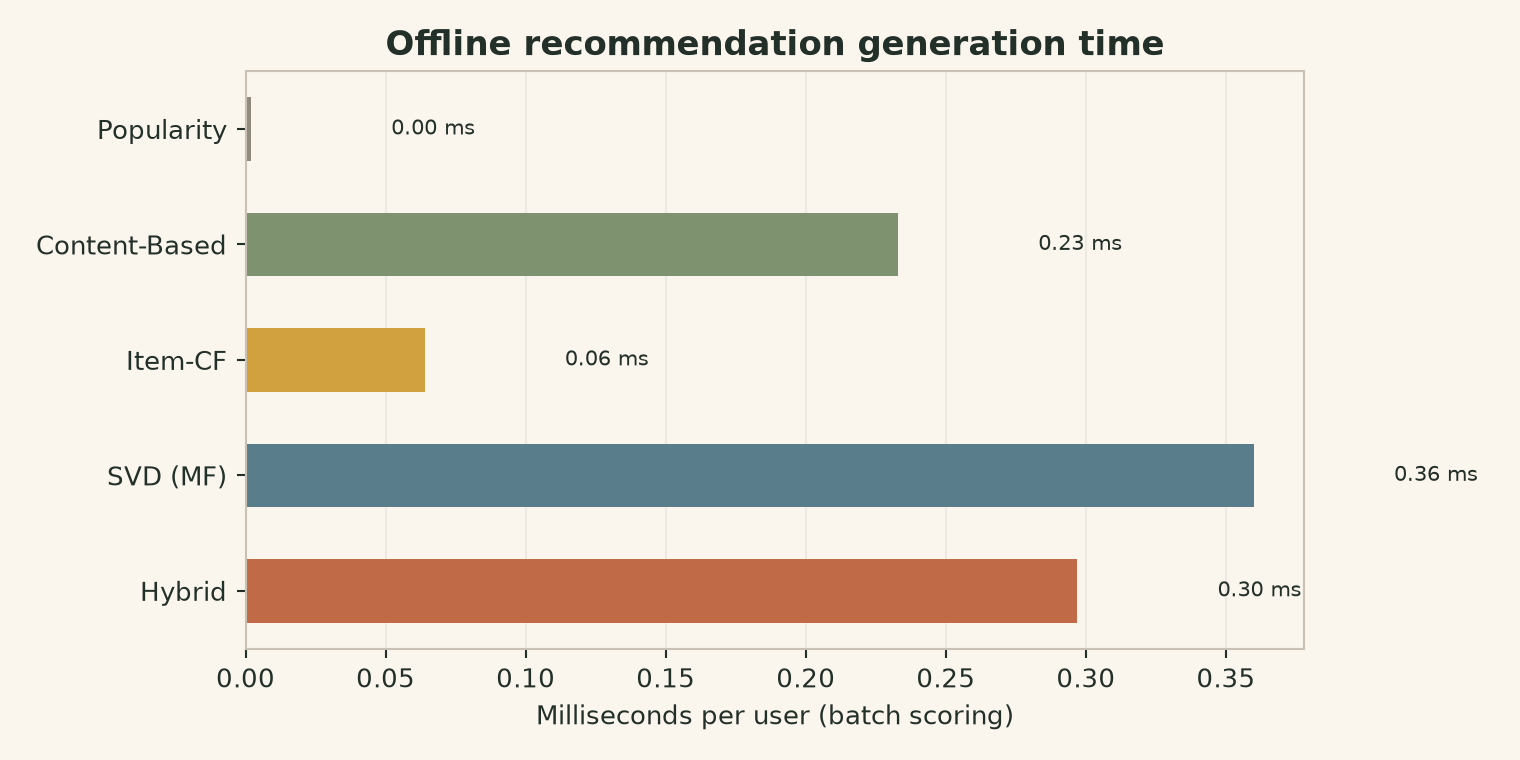 Offline recommendation generation time
Popularity
0.00 ms
Content-Based
0.23 ms
Item-CF
0.06 ms
SVD (MF)
0.36 ms
Hybrid
0.30 ms
0.00 0.05 0.10 0.15 0.20 0.25 0.30 0.35
Milliseconds per user (batch scoring)